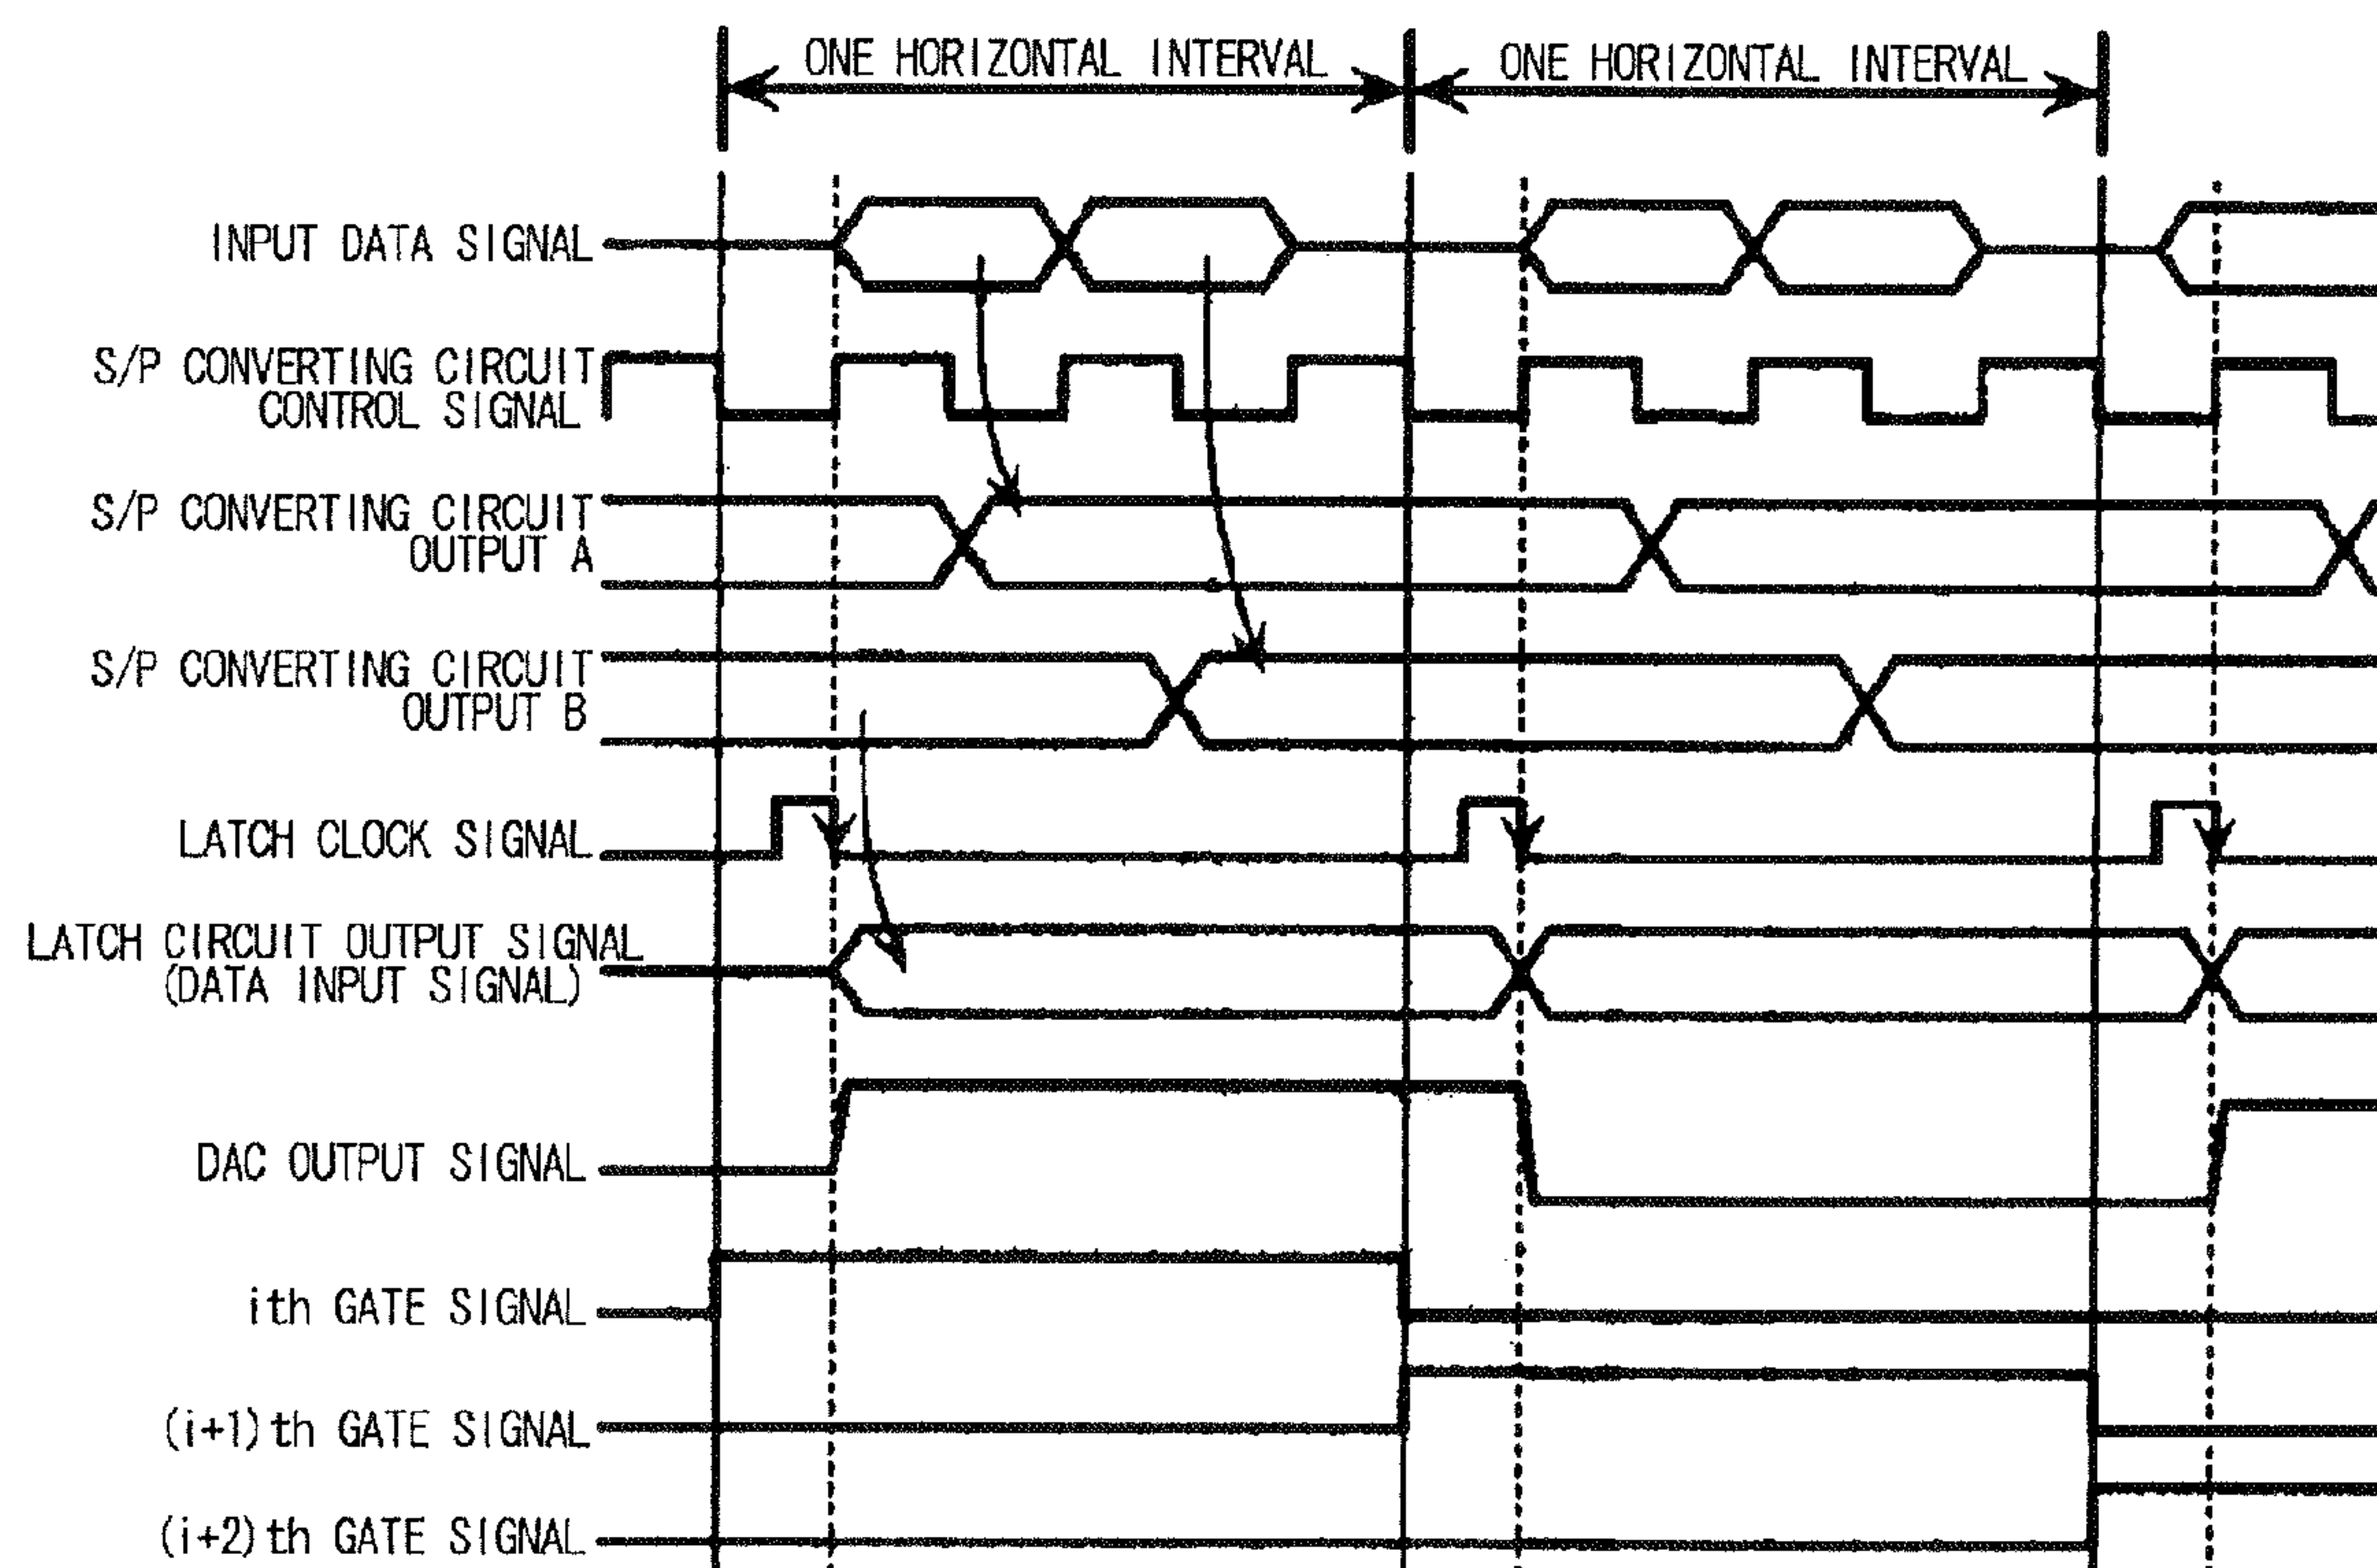 ONE HORIZONTAL INTERVAL
ONE HORIZONTAL INTERVAL
INPUT DATA SIGNAL
S/P CONVERTING CIRCUIT
CONTROL SIGNAL
S/P CONVERTING CIRCUIT
OUTPUT A
S/P CONVERTING CIRCUIT
OUTPUT B
LATCH CLOCK SIGNAL
LATCH CIRCUIT OUTPUT SIGNAL
(DATA INPUT SIGNAL)
DAC OUTPUT SIGNAL
ith GATE SIGNAL
(i+1)th GATE SIGNAL
(i+2)th GATE SIGNAL